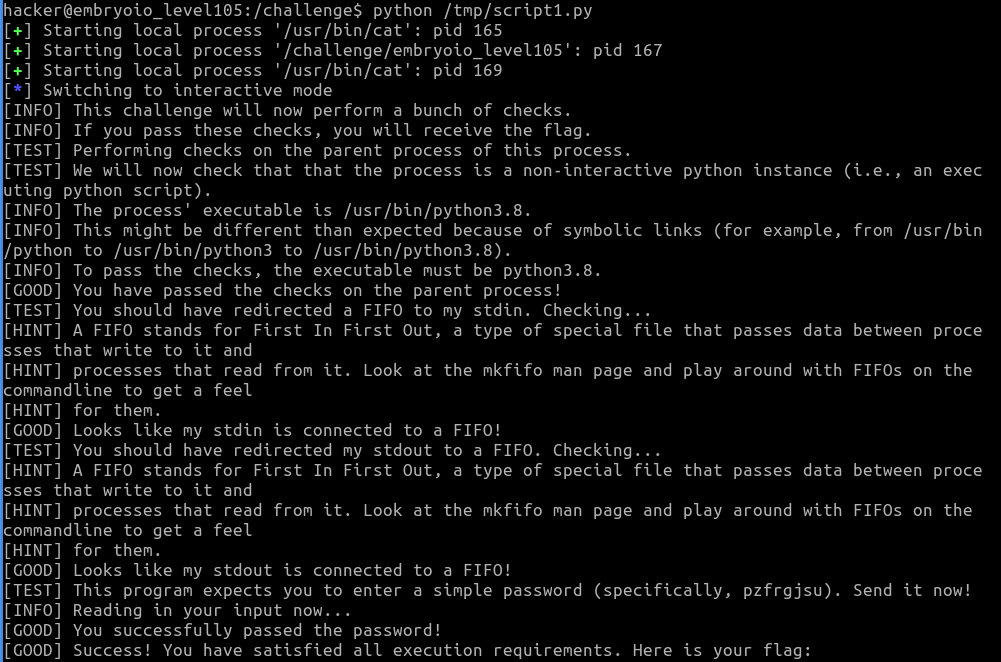 hacker@embryoio_level105:/challenge$ python /tmp/script1.py
[+] Starting local process '/usr/bin/cat': pid 165
[+] Starting local process '/challenge/embryoio_level105': pid 167
[+] Starting local process '/usr/bin/cat': pid 169
[*] Switching to interactive mode
[INFO] This challenge will now perform a bunch of checks.
[INFO] If you pass these checks, you will receive the flag.
[TEST] Performing checks on the parent process of this process.
[TEST] We will now check that that the process is a non-interactive python instance (i.e., an exec
uting python script).
[INFO] The process' executable is /usr/bin/python3.8.
[INFO] This might be different than expected because of symbolic links (for example, from /usr/bin
/python to /usr/bin/python3 to /usr/bin/python3.8).
[INFO] To pass the checks, the executable must be python3.8.
[GOOD] You have passed the checks on the parent process!
[TEST] You should have redirected a FIFO to my stdin. Checking...
[HINT] A FIFO stands for First In First Out, a type of special file that passes data between proce
sses that write to it and
[HINT] processes that read from it. Look at the mkfifo man page and play around with FIFOs on the
commandline to get a feel
[HINT] for them.
[GOOD] Looks like my stdin is connected to a FIFO!
[TEST] You should have redirected my stdout to a FIFO. Checking...
[HINT] A FIFO stands for First In First Out, a type of special file that passes data between proce
sses that write to it and
[HINT] processes that read from it. Look at the mkfifo man page and play around with FIFOs on the
commandline to get a feel
[HINT] for them.
[GOOD] Looks like my stdout is connected to a FIFO!
[TEST] This program expects you to enter a simple password (specifically, pzfrgjsu). Send it now!
[INFO] Reading in your input now...
[GOOD] You successfully passed the password!
[GOOD] Success! You have satisfied all execution requirements. Here is your flag: